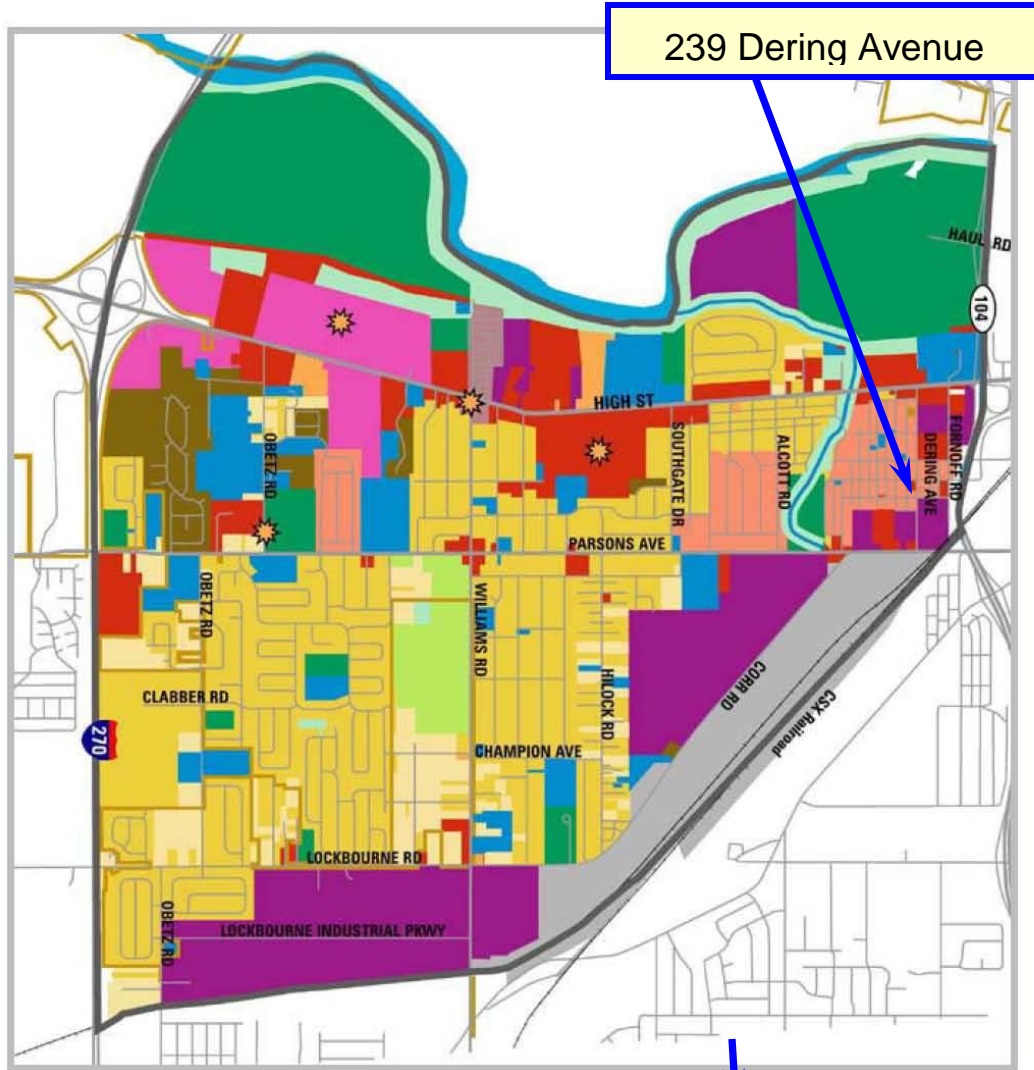 239 Dering Avenue
HAUL RD
104
HIGH ST
OBETZ RD
SOUTHGATE DR
ALCOTT RD
DERING AVE
FORNOFF RD
PARSONS AVE
OBETZ RD
WILLIAMS RD
HILOCK RD
CORR RD
CSX Railroad
CLABBER RD
270
CHAMPION AVE
LOCKBOURNE RD
OBETZ RD
LOCKBOURNE INDUSTRIAL PKWY